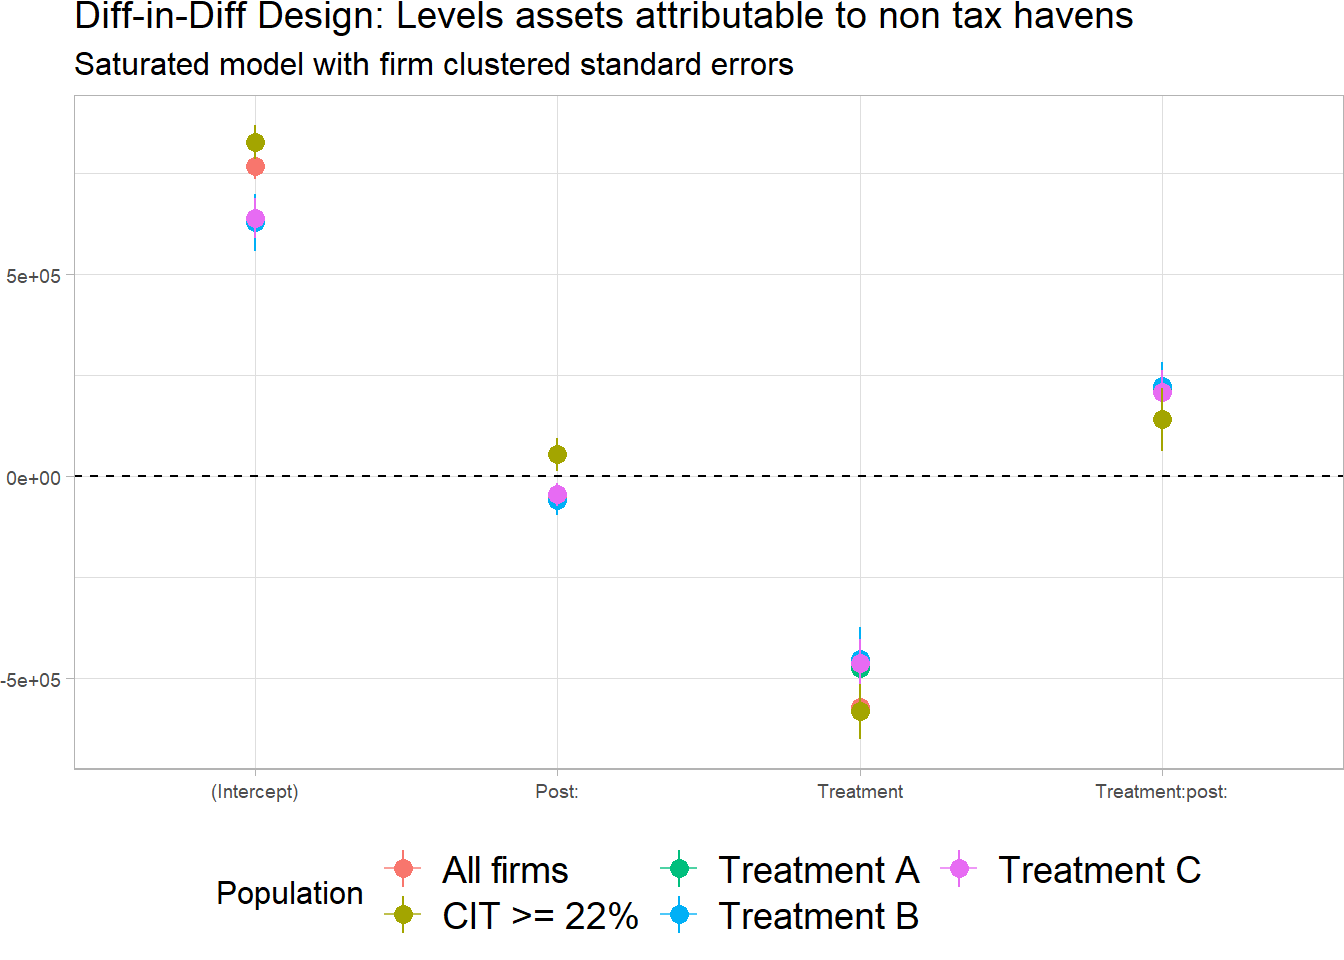 Diff-in-Diff Design: Levels assets attributable to non tax havens
Saturated model with firm clustered standard errors
5e+05
0e+00
-5e+05
(Intercept) Post: Treatment Treatment:post:
Population
All firms Treatment A Treatment C
CIT >= 22% Treatment B